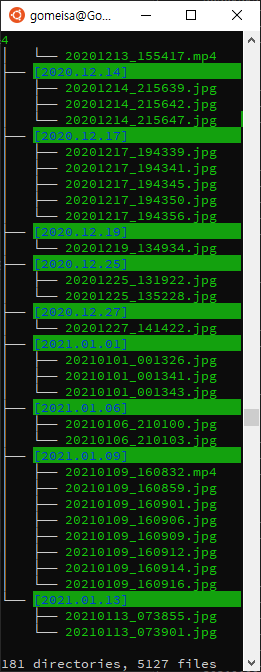 gomeisa@Go...
4
│   └── 20201213_155417.mp4
├── [2020.12.14]
│   ├── 20201214_215639.jpg
│   ├── 20201214_215642.jpg
│   └── 20201214_215647.jpg
├── [2020.12.17]
│   ├── 20201217_194339.jpg
│   ├── 20201217_194341.jpg
│   ├── 20201217_194345.jpg
│   ├── 20201217_194350.jpg
│   └── 20201217_194356.jpg
├── [2020.12.19]
│   └── 20201219_134934.jpg
├── [2020.12.25]
│   ├── 20201225_131922.jpg
│   └── 20201225_135228.jpg
├── [2020.12.27]
│   └── 20201227_141422.jpg
├── [2021.01.01]
│   ├── 20210101_001326.jpg
│   ├── 20210101_001341.jpg
│   └── 20210101_001343.jpg
├── [2021.01.06]
│   ├── 20210106_210100.jpg
│   └── 20210106_210103.jpg
├── [2021.01.09]
│   ├── 20210109_160832.mp4
│   ├── 20210109_160859.jpg
│   ├── 20210109_160901.jpg
│   ├── 20210109_160906.jpg
│   ├── 20210109_160909.jpg
│   ├── 20210109_160912.jpg
│   ├── 20210109_160914.jpg
│   └── 20210109_160916.jpg
└── [2021.01.13]
    ├── 20210113_073855.jpg
    └── 20210113_073901.jpg
181 directories, 5127 files